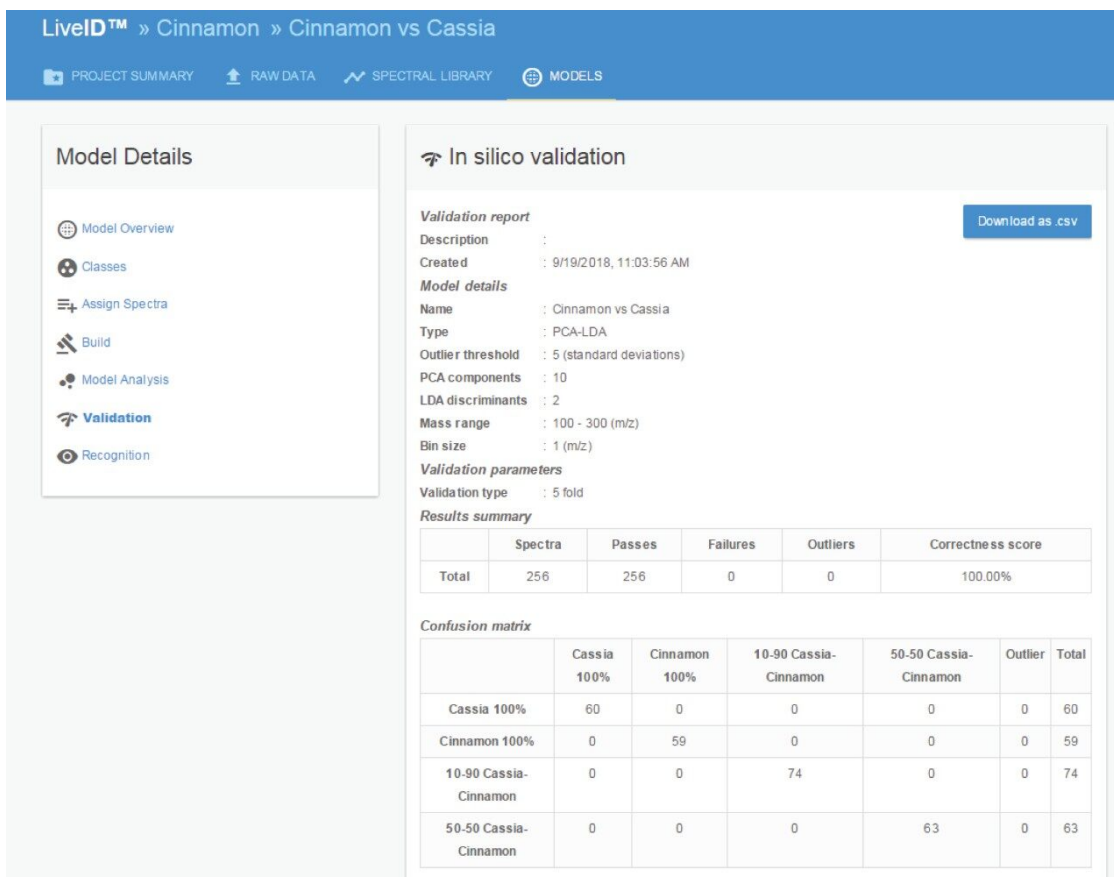 LiveID™ » Cinnamon » Cinnamon vs Cassia
PROJECT SUMMARY RAW DATA SPECTRAL LIBRARY MODELS
Model Details
Model Overview
Classes
Assign Spectra
Build
Model Analysis
Validation
Recognition
In silico validation
Download as .csv
Validation report
Description :
Created : 9/19/2018, 11:03:56 AM
Model details
Name : Cinnamon vs Cassia
Type : PCA-LDA
Outlier threshold : 5 (standard deviations)
PCA components : 10
LDA discriminants : 2
Mass range : 100 - 300 (m/z)
Bin size : 1 (m/z)
Validation parameters
Validation type : 5 fold
Results summary
Spectra Passes Failures Outliers Correctness score
Total 256 256 0 0 100.00%
Confusion matrix
Cassia Cinnamon 10-90 Cassia- 50-50 Cassia- Outlier Total
100% 100% Cinnamon Cinnamon
Cassia 100% 60 0 0 0 0 60
Cinnamon 100% 0 59 0 0 0 59
10-90 Cassia- 0 0 74 0 0 74
Cinnamon
50-50 Cassia- 0 0 0 63 0 63
Cinnamon